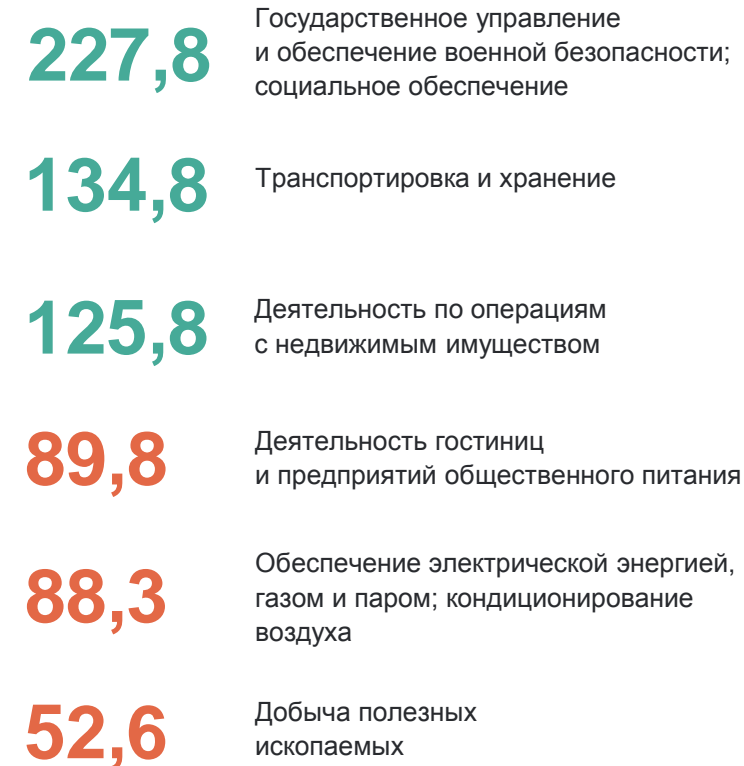 227,8
Государственное управление
и обеспечение военной безопасности;
социальное обеспечение
134,8
Транспортировка и хранение
125,8
Деятельность по операциям
с недвижимым имуществом
89,8
Деятельность гостиниц
и предприятий общественного питания
88,3
Обеспечение электрической энергией,
газом и паром; кондиционирование
воздуха
52,6
Добыча полезных
ископаемых